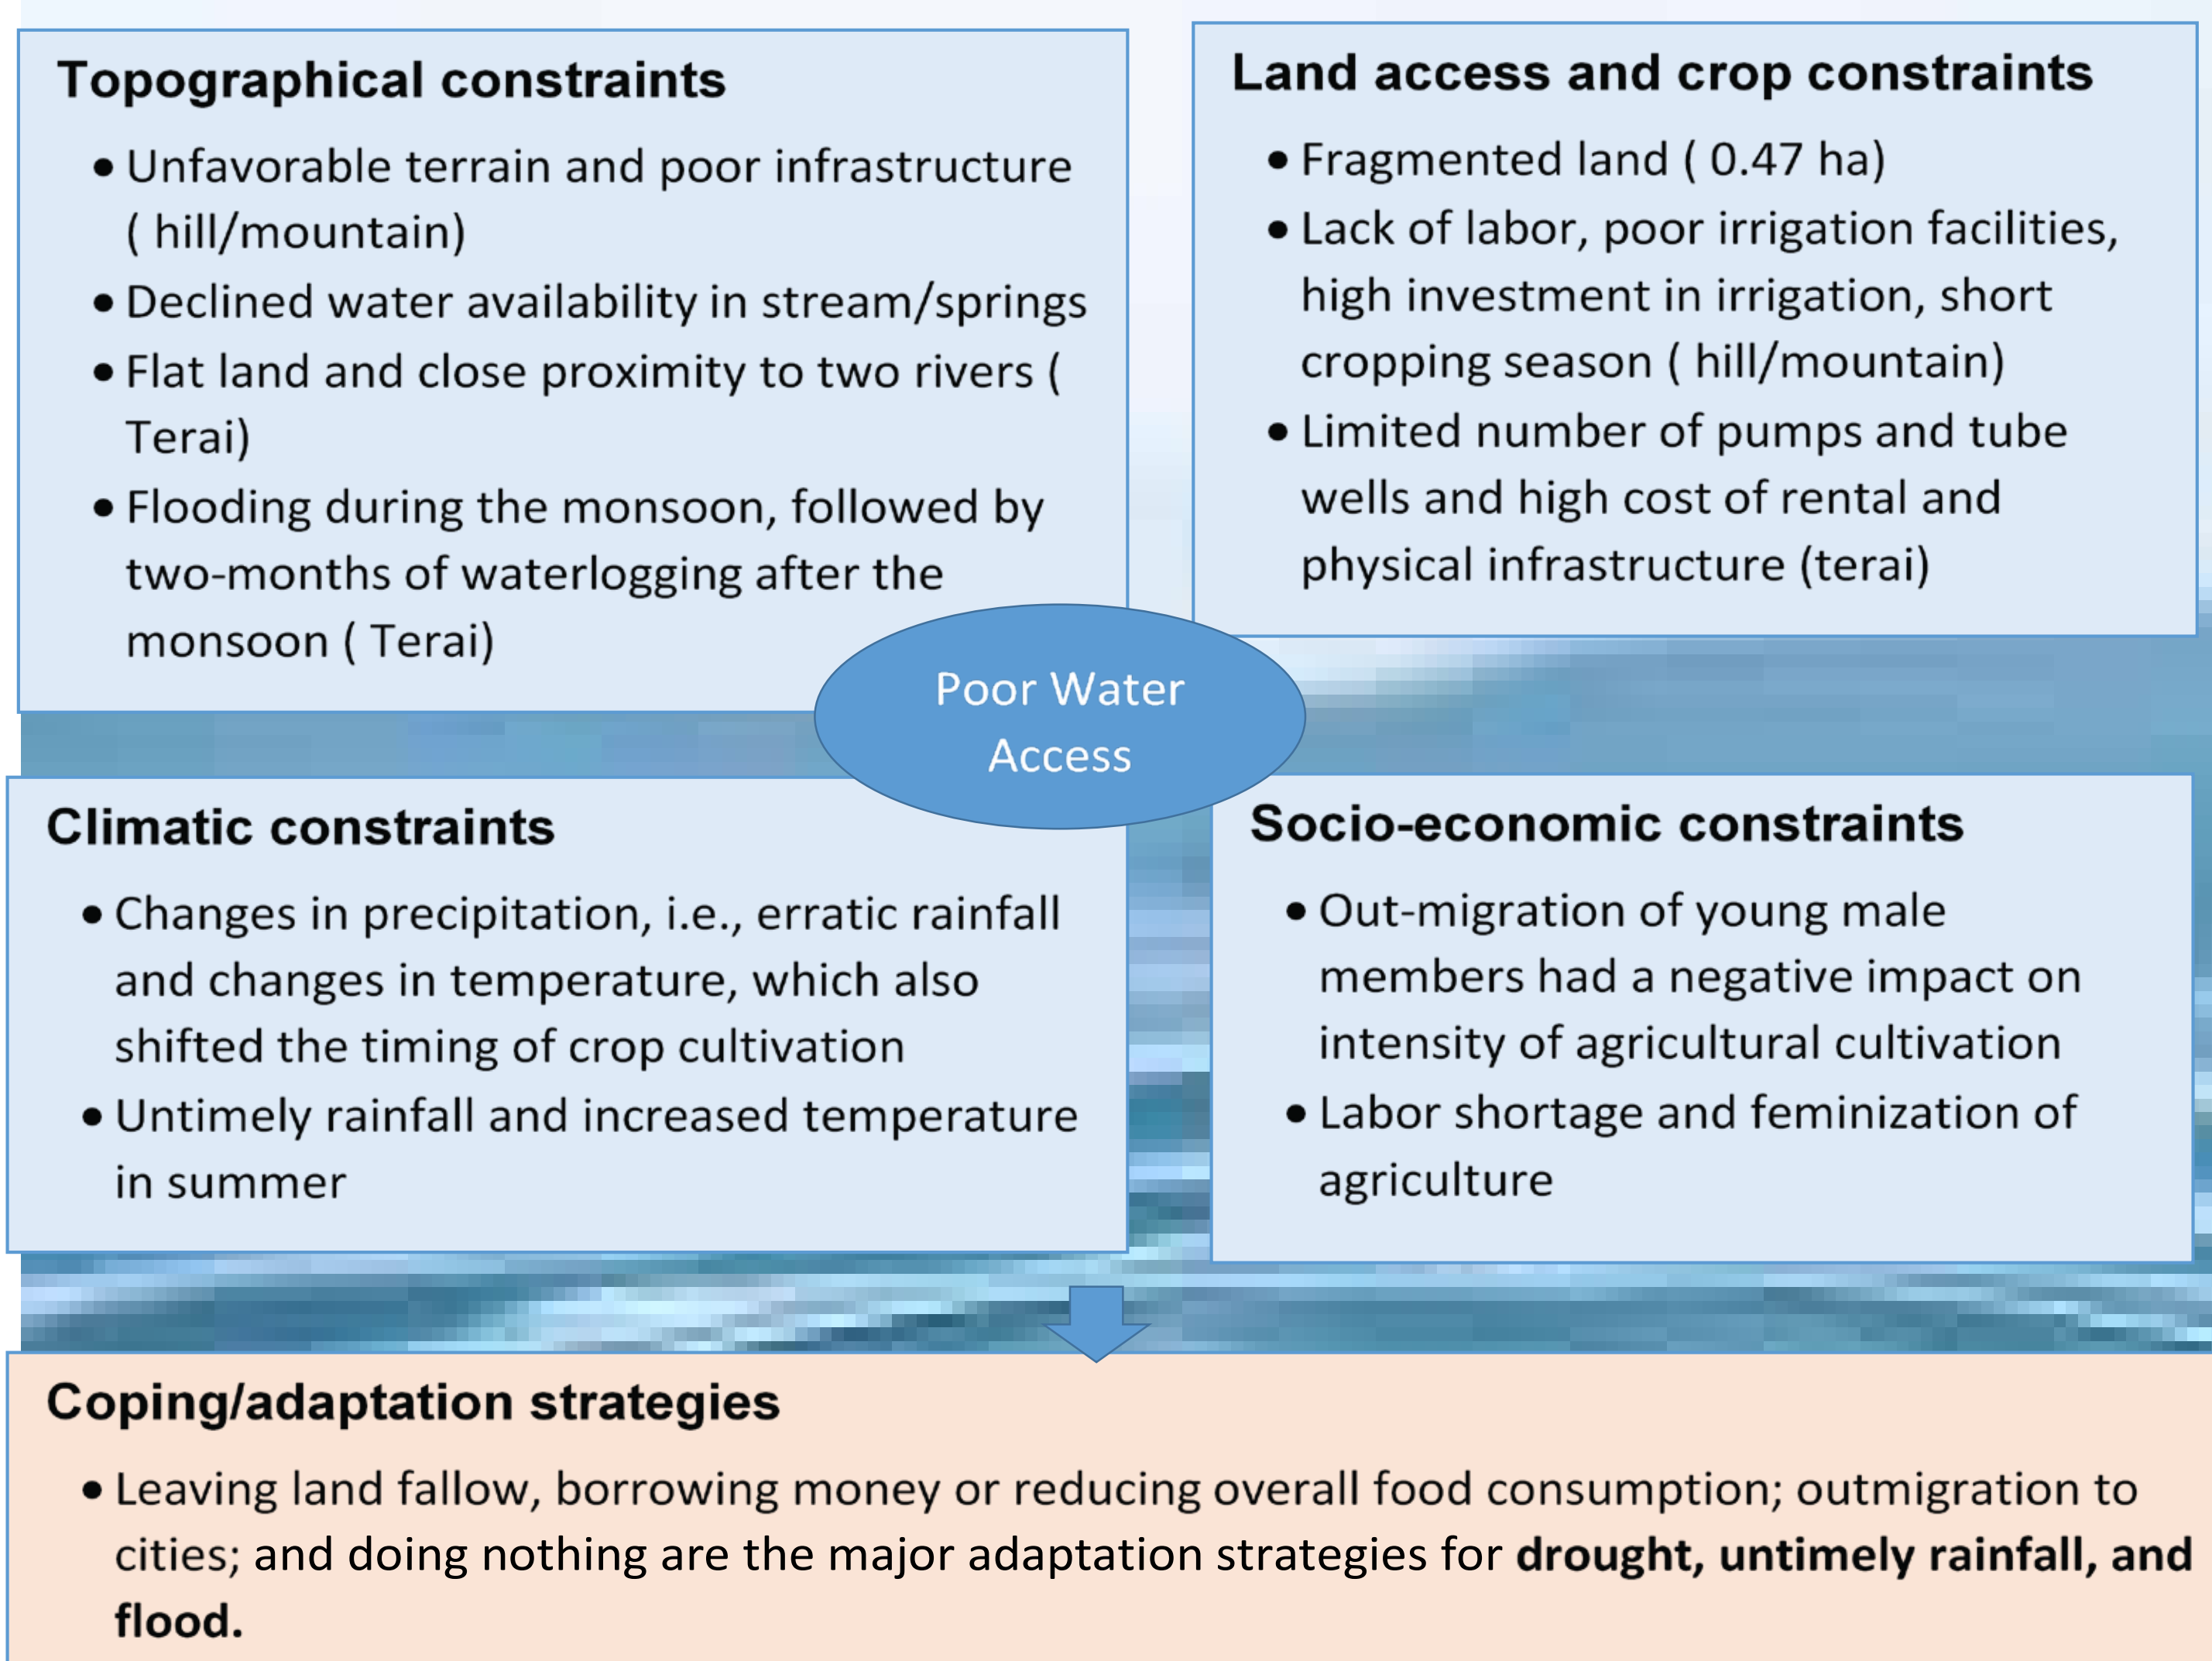 Topographical constraints
• Unfavorable terrain and poor infrastructure
( hill/mountain)
• Declined water availability in stream/springs
• Flat land and close proximity to two rivers (
Terai)
• Flooding during the monsoon, followed by
two-months of waterlogging after the
monsoon ( Terai)
Land access and crop constraints
• Fragmented land ( 0.47 ha)
• Lack of labor, poor irrigation facilities,
high investment in irrigation, short
cropping season ( hill/mountain)
• Limited number of pumps and tube
wells and high cost of rental and
physical infrastructure (terai)
Poor Water
Access
Climatic constraints
• Changes in precipitation, i.e., erratic rainfall
and changes in temperature, which also
shifted the timing of crop cultivation
• Untimely rainfall and increased temperature
in summer
Socio-economic constraints
• Out-migration of young male
members had a negative impact on
intensity of agricultural cultivation
• Labor shortage and feminization of
agriculture
Coping/adaptation strategies
• Leaving land fallow, borrowing money or reducing overall food consumption; outmigration to
cities; and doing nothing are the major adaptation strategies for drought, untimely rainfall, and
flood.